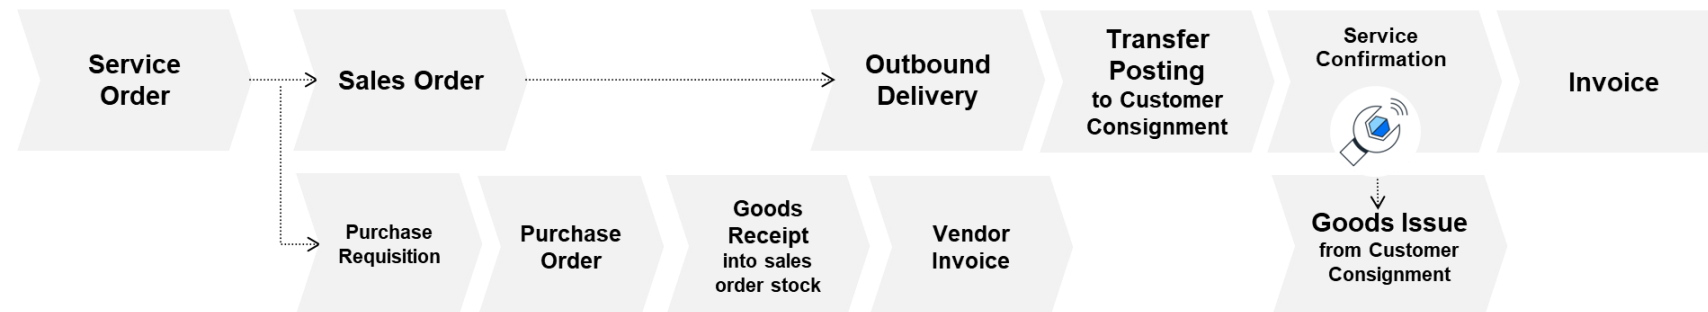 Service
Order
Sales Order
Outbound
Delivery
Transfer
Posting
to Customer
Consignment
Service
Confirmation
Invoice
Purchase
Requisition
Purchase
Order
Goods
Receipt
into sales
order stock
Vendor
Invoice
Goods Issue
from Customer
Consignment